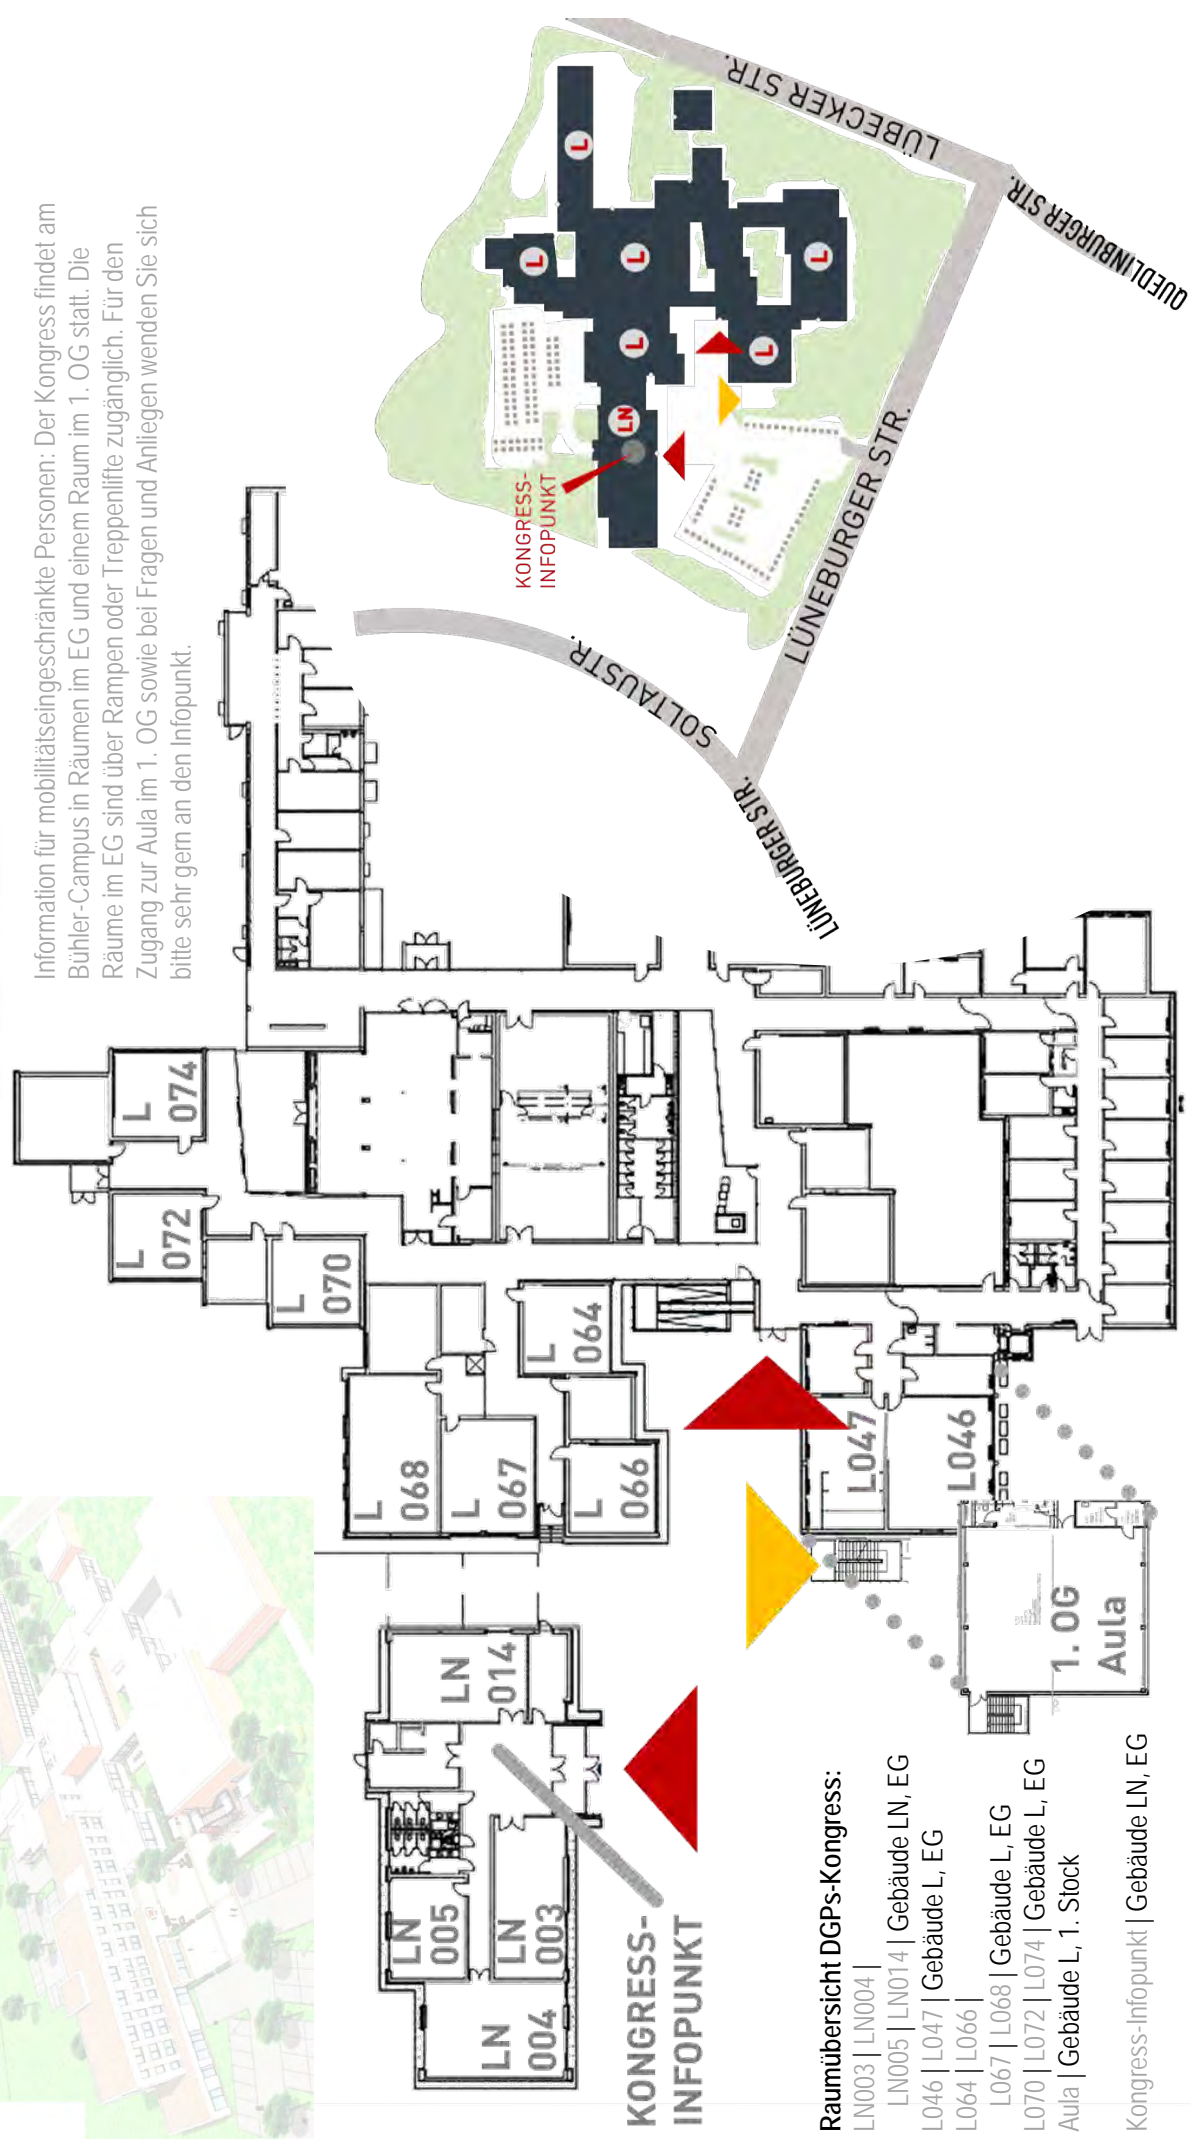 Information für mobilitätseingeschränkte Personen: Der Kongress findet am
Bühler-Campus in Räumen im EG und einem Raum im 1. OG statt. Die
Räume im EG sind über Rampen oder Treppenlifte zugänglich. Für den
Zugang zur Aula im 1. OG sowie bei Fragen und Anliegen wenden Sie sich
bitte sehr gern an den Infopunkt.
L
L
L
L
L
L
LN
KONGRESS-
INFOPUNKT
LÜBECKER STR.
QUEDLINBURGER STR.
LÜNEBURGER STR.
SOLTAUSTR.
LÜNEBURGER STR.
L
074
L
072
L
070
L
064
L
068
L
067
L
066
L047
L046
LN
014
LN
005
LN
003
LN
004
1. OG
Aula
KONGRESS-
INFOPUNKT
Raumübersicht DGPs-Kongress:
LN003 | LN004 |
LN005 | LN014 | Gebäude LN, EG
L046 | L047 | Gebäude L, EG
L064 | L066 |
L067 | L068 | Gebäude L, EG
L070 | L072 | L074 | Gebäude L, EG
Aula | Gebäude L, 1. Stock
Kongress-Infopunkt | Gebäude LN, EG